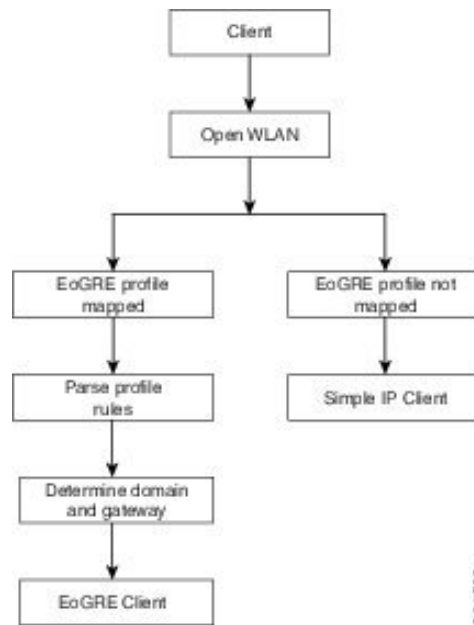 Client
Open WLAN
EoGRE profile
mapped
EoGRE profile not
mapped
Parse profile
rules
Simple IP Client
Determine domain
and gateway
EoGRE Client